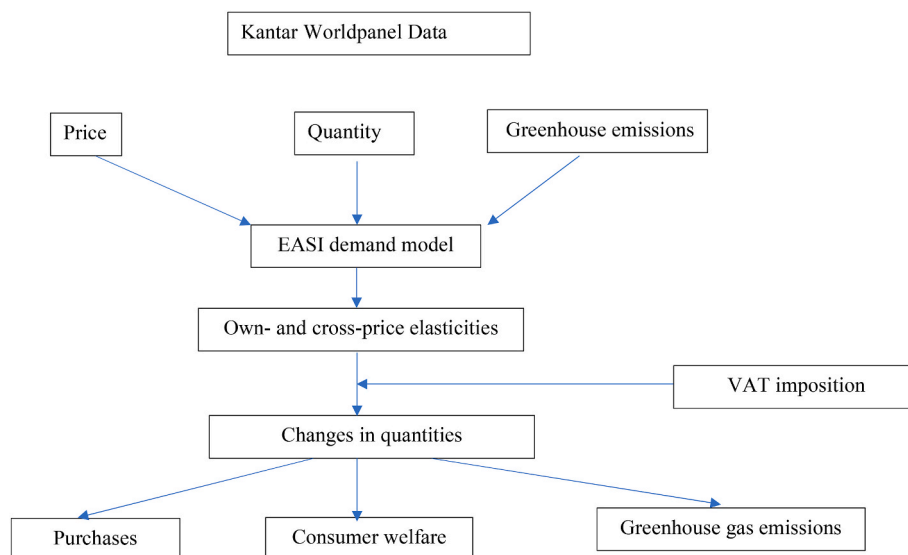 Kantar Worldpanel Data
Price
Quantity
Greenhouse emissions
EASI demand model
Own- and cross-price elasticities
VAT imposition
Changes in quantities
Purchases
Consumer welfare
Greenhouse gas emissions